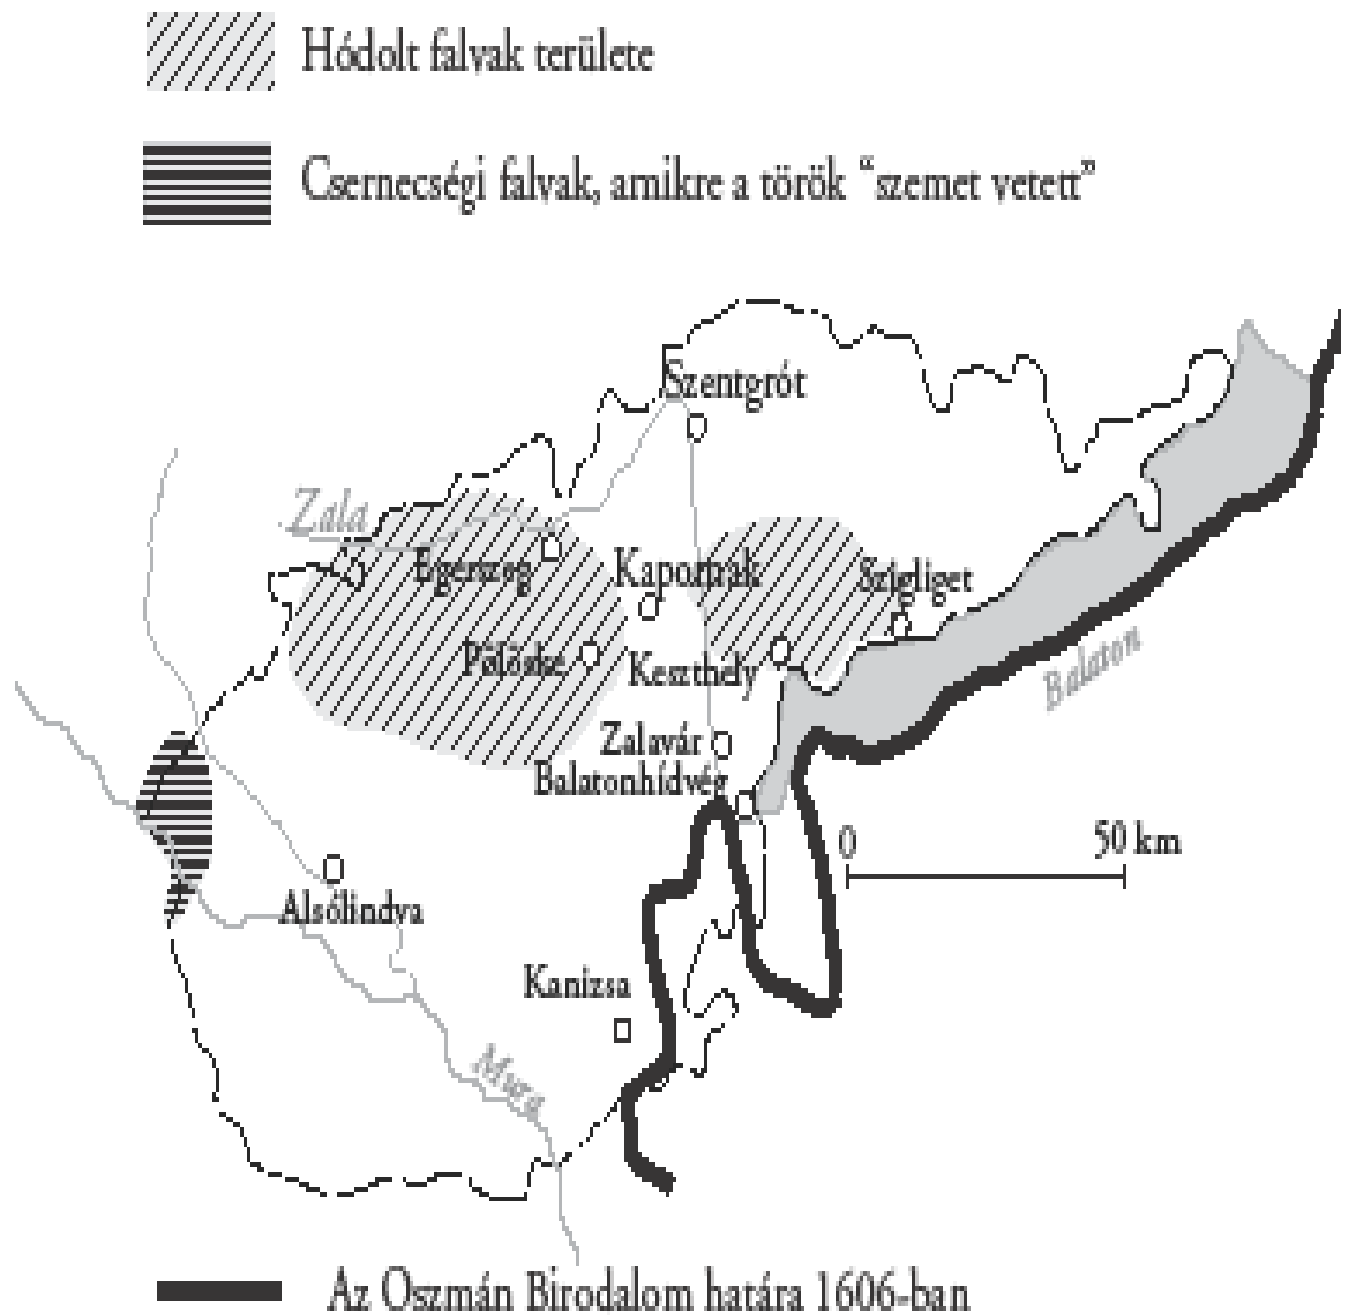 Hódolt falvak területe
Csernecségi falvak, amikre a török “szemet vetett”
Szentgrót
Zala
Egerszeg
Kapornak
Szigliget
Pölöske
Keszthely
Balaton
Zalavár
Balatonhídvég
0
50 km
Alsólindva
Kanizsa
Mura
Az Oszmán Birodalom határa 1606-ban